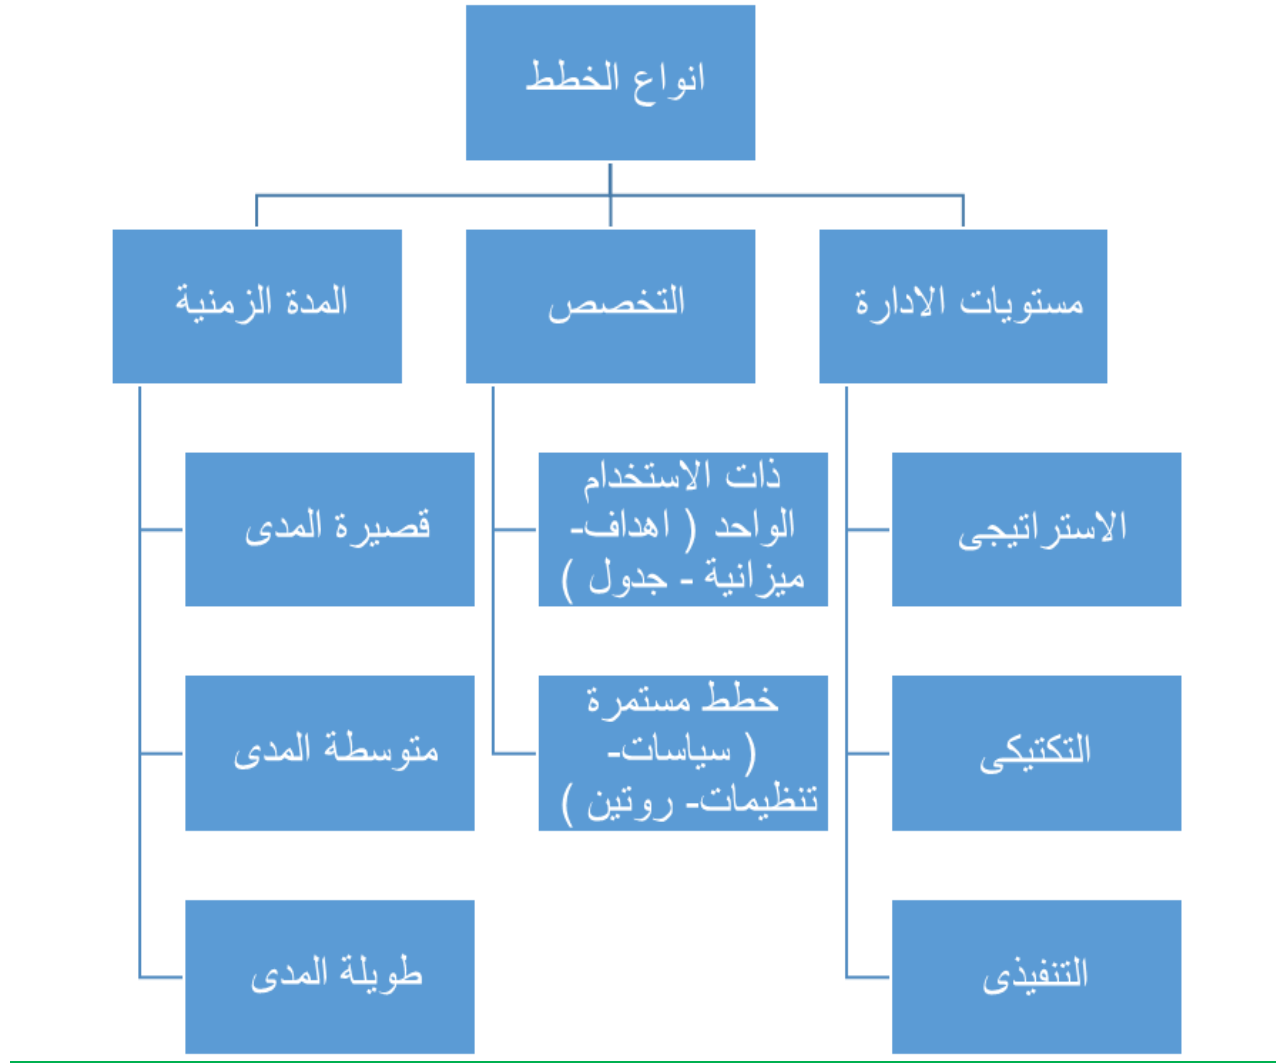 انواع الخطط
مستويات الادارة
التخصص
المدة الزمنية
الاستراتيجى
التكتيكى
التنفيذى
ذات الاستخدام
الواحد ( اهداف-
ميزانية - جدول )
خطط مستمرة
( سياسات-
تنظيمات- روتين )
قصيرة المدى
متوسطة المدى
طويلة المدى